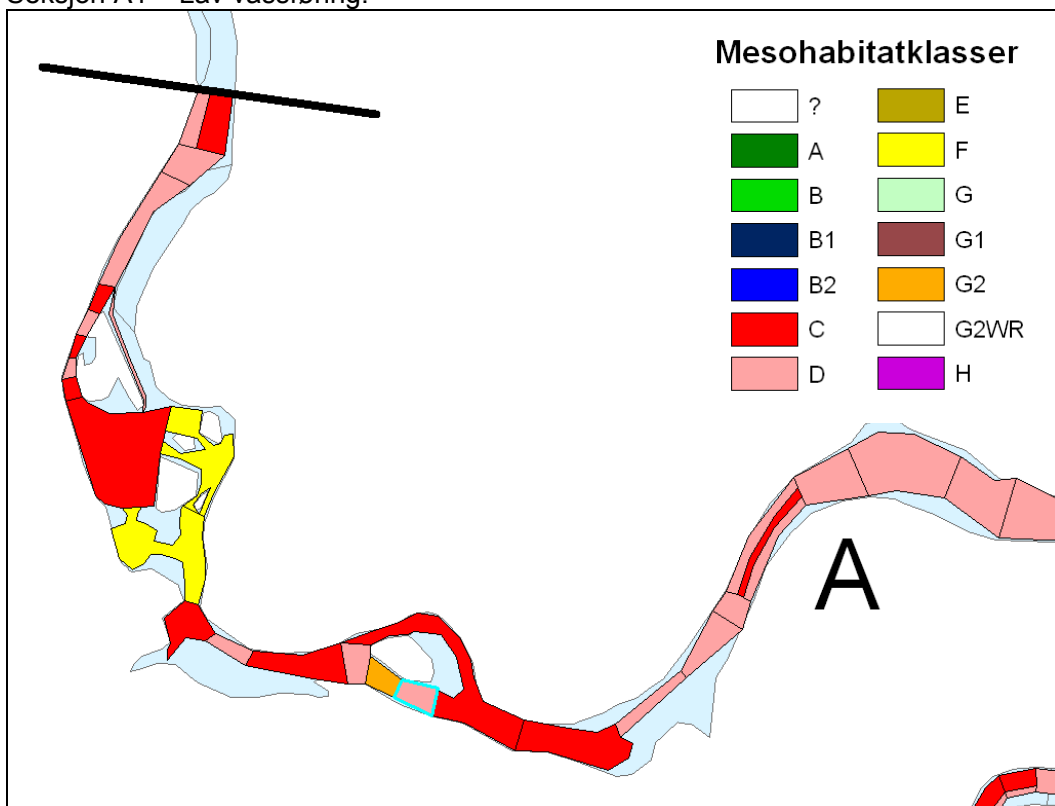 Mesohabitatklasser
? E
A F
B G
B1 G1
B2 G2
C G2WR
D H
A